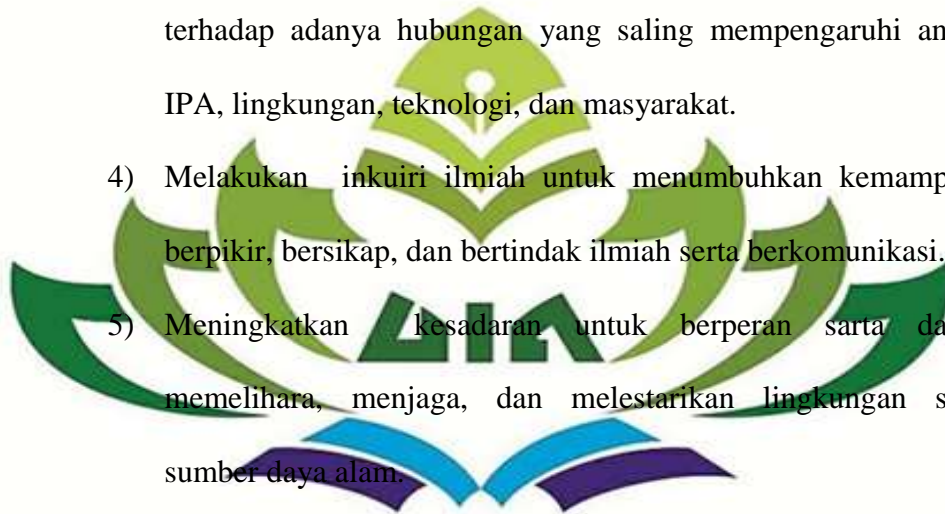 terhadap adanya hubungan yang saling mempengaruhi an
IPA, lingkungan, teknologi, dan masyarakat.
4) Melakukan inkuiri ilmiah untuk menumbuhkan kemamp
berpikir, bersikap, dan bertindak ilmiah serta berkomunikasi.
UIN
5) Meningkatkan kesadaran untuk berperan sarta da
memelihara, menjaga, dan melestarikan lingkungan s
sumber daya alam.